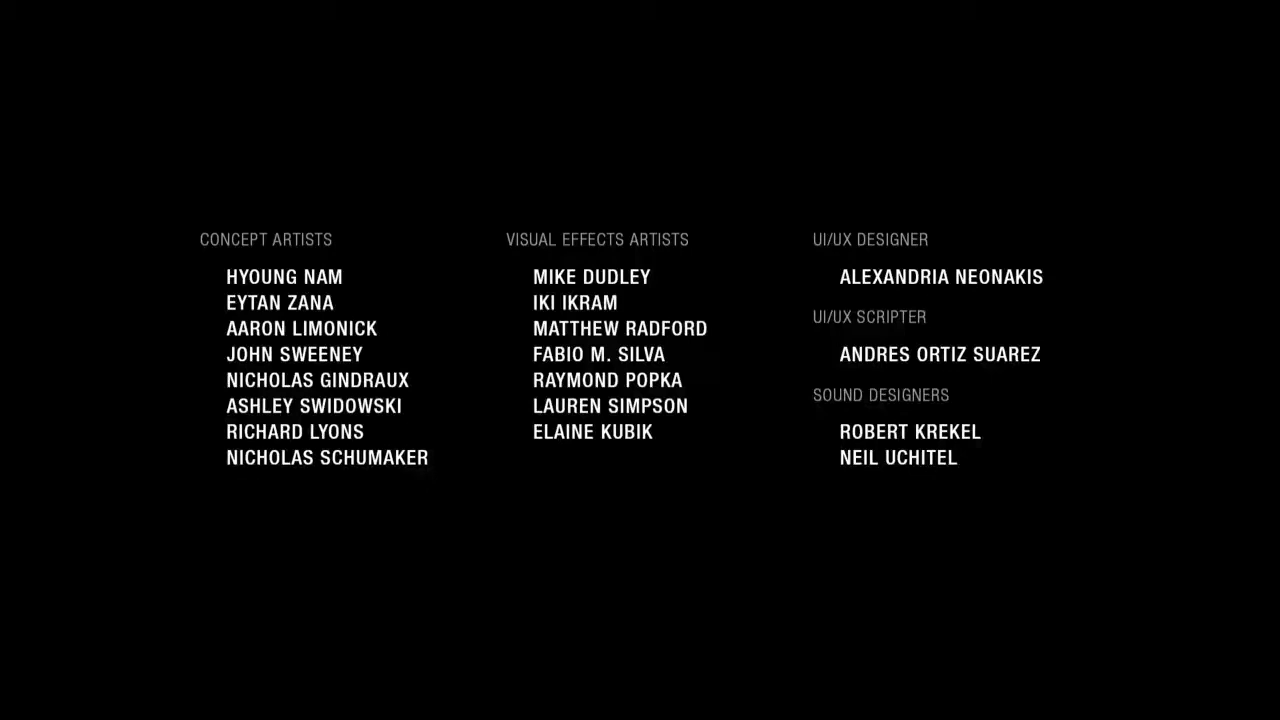 CONCEPT ARTISTS
HYOUNG NAM
EYTAN ZANA
AARON LIMONICK
JOHN SWEENEY
NICHOLAS GINDRAUX
ASHLEY SWIDOWSKI
RICHARD LYONS
NICHOLAS SCHUMAKER
VISUAL EFFECTS ARTISTS
MIKE DUDLEY
IKI IKRAM
MATTHEW RADFORD
FABIO M. SILVA
RAYMOND POPKA
LAUREN SIMPSON
ELAINE KUBIK
UI/UX DESIGNER
ALEXANDRIA NEONAKIS
UI/UX SCRIPTER
ANDRES ORTIZ SUAREZ
SOUND DESIGNERS
ROBERT KREKEL
NEIL UCHITEL